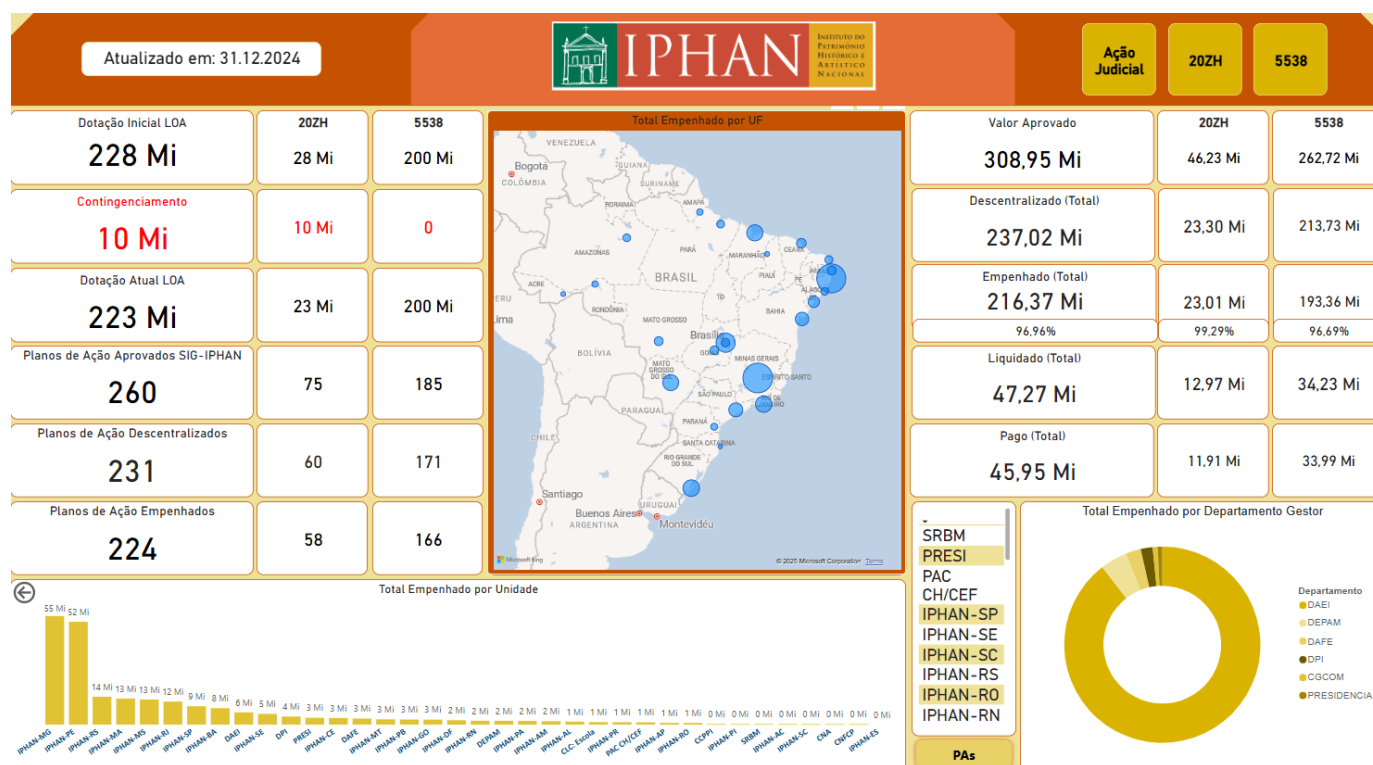 Atualizado em: 31.12.2024
IPHAN
INSTITUTO DO
PATRIMÔNIO
HISTÓRICO E
ARTÍSTICO
NACIONAL
Ação
Judicial
20ZH
5538
Dotação Inicial LOA
228 Mi
20ZH
28 Mi
5538
200 Mi
Contingenciamento
10 Mi
10 Mi
0
Dotação Atual LOA
223 Mi
23 Mi
200 Mi
Planos de Ação Aprovados SIG-IPHAN
260
75
185
Planos de Ação Descentralizados
231
60
171
Planos de Ação Empenhados
224
58
166
Total Empenhado por UF
VENEZUELA
Bogotá
COLÔMBIA
GUIANA
SURINAME
RORAIMA
AMAPÁ
AMAZONAS
PARÁ
MARANHÃO
CEARÁ
BRASIL
PIAUÍ
PE
ACRE
TO
RONDÔNIA
MATO GROSSO
BAHIA
Brasília
BOLÍVIA
MINAS GERAIS
MATO
GROSSO
DO SUL
ESPÍRITO SANTO
SÃO PAULO
RIO DE
JANEIRO
PARAGUAI
PARANÁ
CHILE
SANTA CATARINA
RIO GRANDE
DO SUL
Santiago
URUGUAI
Buenos Aires
ARGENTINA
Montevidéu
Microsoft Bing
© 2025 Microsoft Corporation
Terms
Valor Aprovado
308,95 Mi
20ZH
46,23 Mi
5538
262,72 Mi
Descentralizado (Total)
237,02 Mi
23,30 Mi
213,73 Mi
Empenhado (Total)
216,37 Mi
23,01 Mi
193,36 Mi
96,96%
99,29%
96,69%
Liquidado (Total)
47,27 Mi
12,97 Mi
34,23 Mi
Pago (Total)
45,95 Mi
11,91 Mi
33,99 Mi
SRBM
PRESI
PAC
CH/CEF
IPHAN-SP
IPHAN-SE
IPHAN-SC
IPHAN-RS
IPHAN-RO
IPHAN-RN
PAs
Total Empenhado por Departamento Gestor
Departamento
DAEI
DEPAM
DAFE
DPI
CGCOM
PRESIDENCIA
Total Empenhado por Unidade
55 Mi 52 Mi 14 Mi 13 Mi 13 Mi 12 Mi 9 Mi 8 Mi 6 Mi 5 Mi 4 Mi 3 Mi 3 Mi 3 Mi 3 Mi 3 Mi 3 Mi 2 Mi 2 Mi 2 Mi 2 Mi 2 Mi 1 Mi 1 Mi 1 Mi 1 Mi 1 Mi 1 Mi 0 Mi 0 Mi 0 Mi 0 Mi 0 Mi 0 Mi 0 Mi 0 Mi
IPHAN-MG IPHAN-PE IPHAN-RS IPHAN-MA IPHAN-MS IPHAN-RJ IPHAN-SP IPHAN-BA DAEI IPHAN-SE DPI PRESI IPHAN-CE DAFE IPHAN-MT IPHAN-PB IPHAN-GO IPHAN-DF IPHAN-RN DEPAM IPHAN-PA IPHAN-AM IPHAN-AL CLC: Escola IPHAN-PR PAC CH/CEF IPHAN-AP IPHAN-RO CCPPI IPHAN-PI SRBM IPHAN-AC IPHAN-SC CNA CNFCP IPHAN-ES